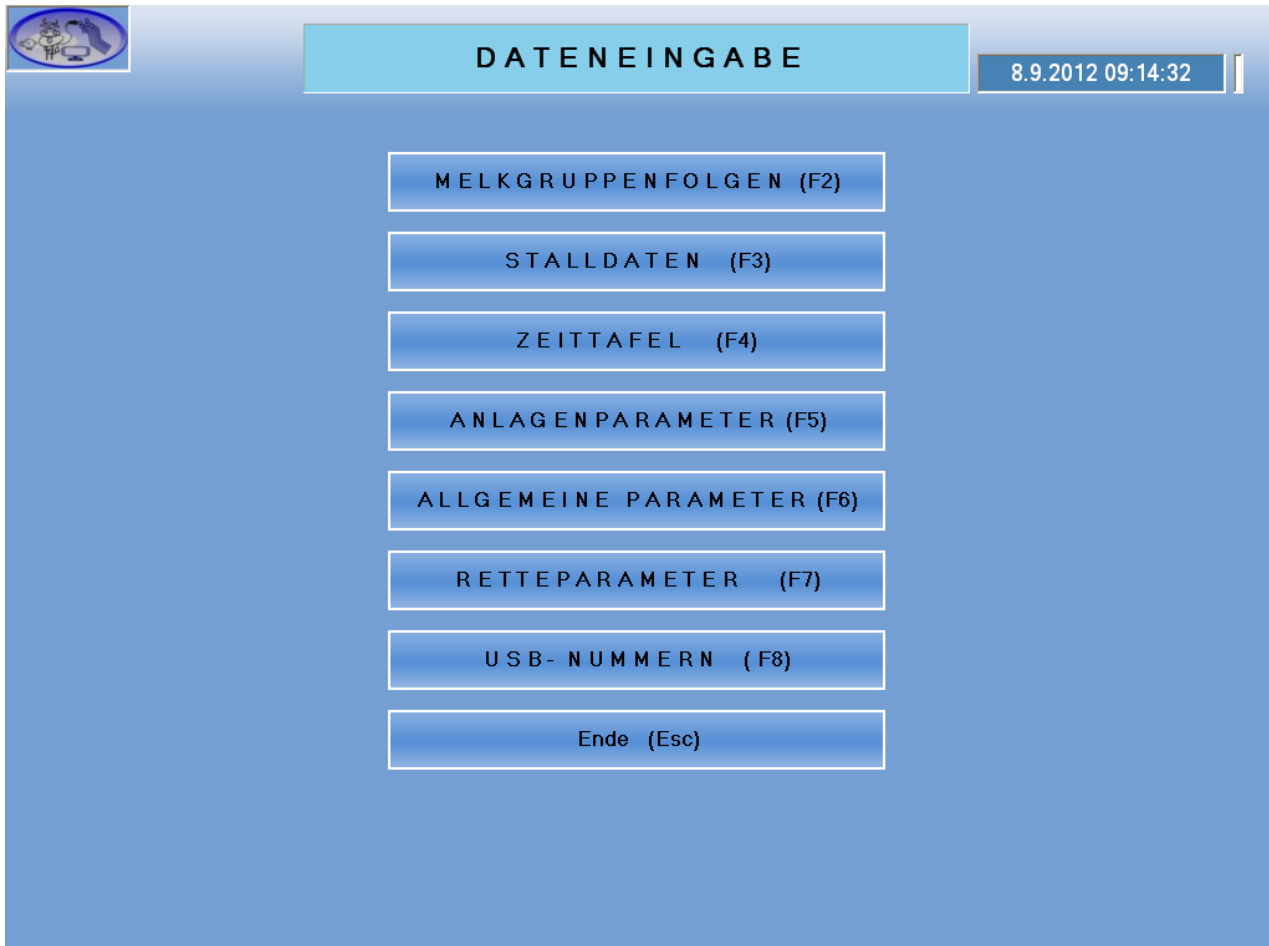 DATENEINGABE
8.9.2012 09:14:32
MELKGRUPPENFOLGEN (F2)
STALLDATEN (F3)
ZEITTAFEL (F4)
ANLAGENPARAMETER (F5)
ALLGEMEINE PARAMETER (F6)
RETTEPARAMETER (F7)
USB- NUMMERN ( F8)
Ende (Esc)